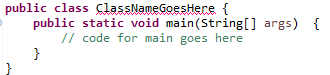 public class ClassNameGoesHere {
    public static void main(String[] args)  {
        // code for main goes here
    }
}